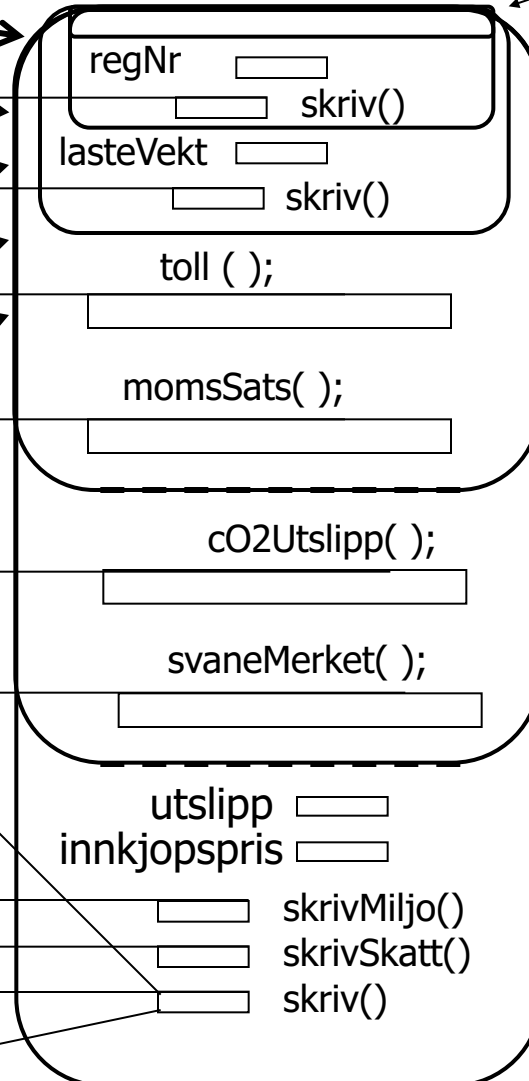 regNr
skriv()
lasteVekt
skriv()
toll ( );
momsSats( );
cO2Utslipp( );
svaneMerket( );
utslipp
innkjopspris
skrivMiljo()
skrivSkatt()
skriv()